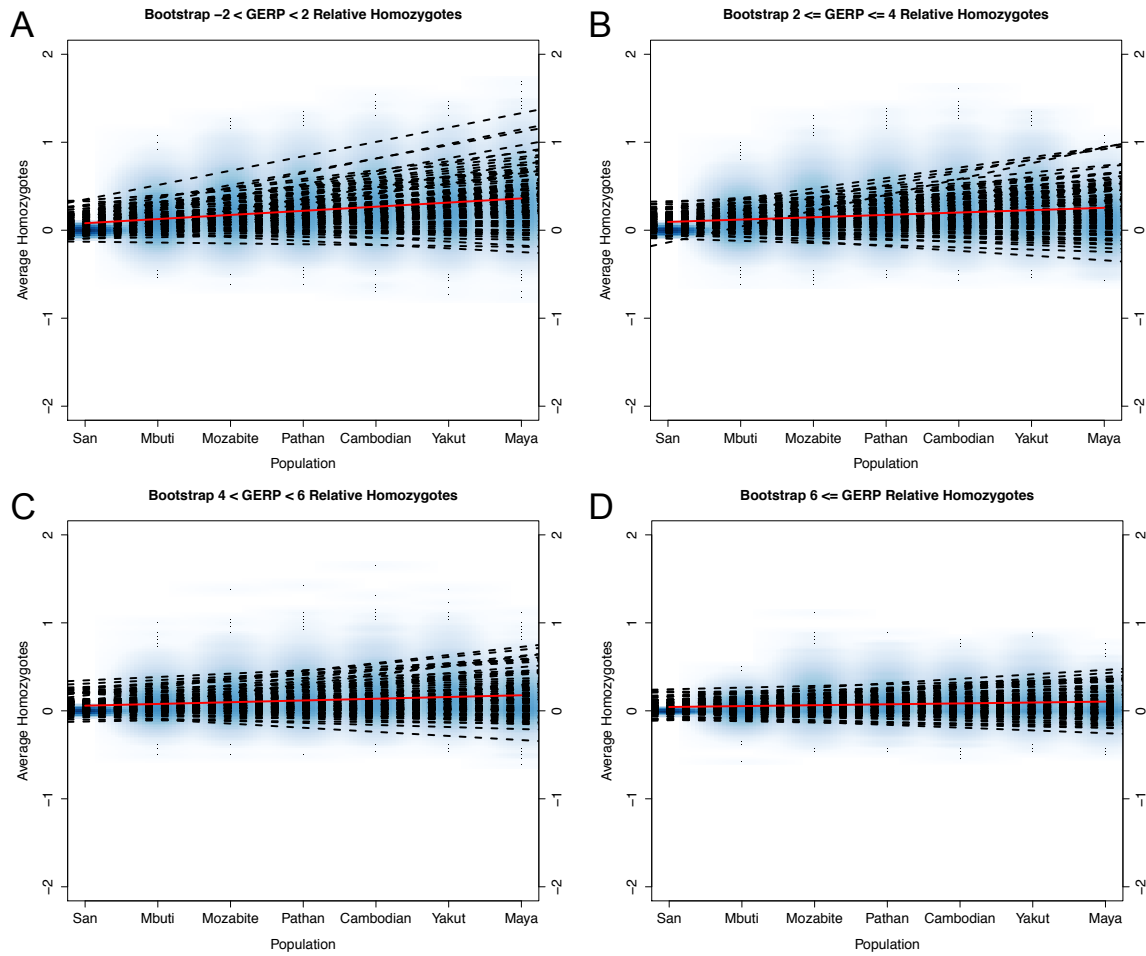 A
Bootstrap −2 < GERP < 2 Relative Homozygotes
Average Homozygotes
2
1
0
−1
−2
2
1
0
−1
−2
San Mbuti Mozabite Pathan Cambodian Yakut Maya
Population
B
Bootstrap 2 <= GERP <= 4 Relative Homozygotes
Average Homozygotes
2
1
0
−1
−2
2
1
0
−1
−2
San Mbuti Mozabite Pathan Cambodian Yakut Maya
Population
C
Bootstrap 4 < GERP < 6 Relative Homozygotes
Average Homozygotes
2
1
0
−1
−2
2
1
0
−1
−2
San Mbuti Mozabite Pathan Cambodian Yakut Maya
Population
D
Bootstrap 6 <= GERP Relative Homozygotes
Average Homozygotes
2
1
0
−1
−2
2
1
0
−1
−2
San Mbuti Mozabite Pathan Cambodian Yakut Maya
Population